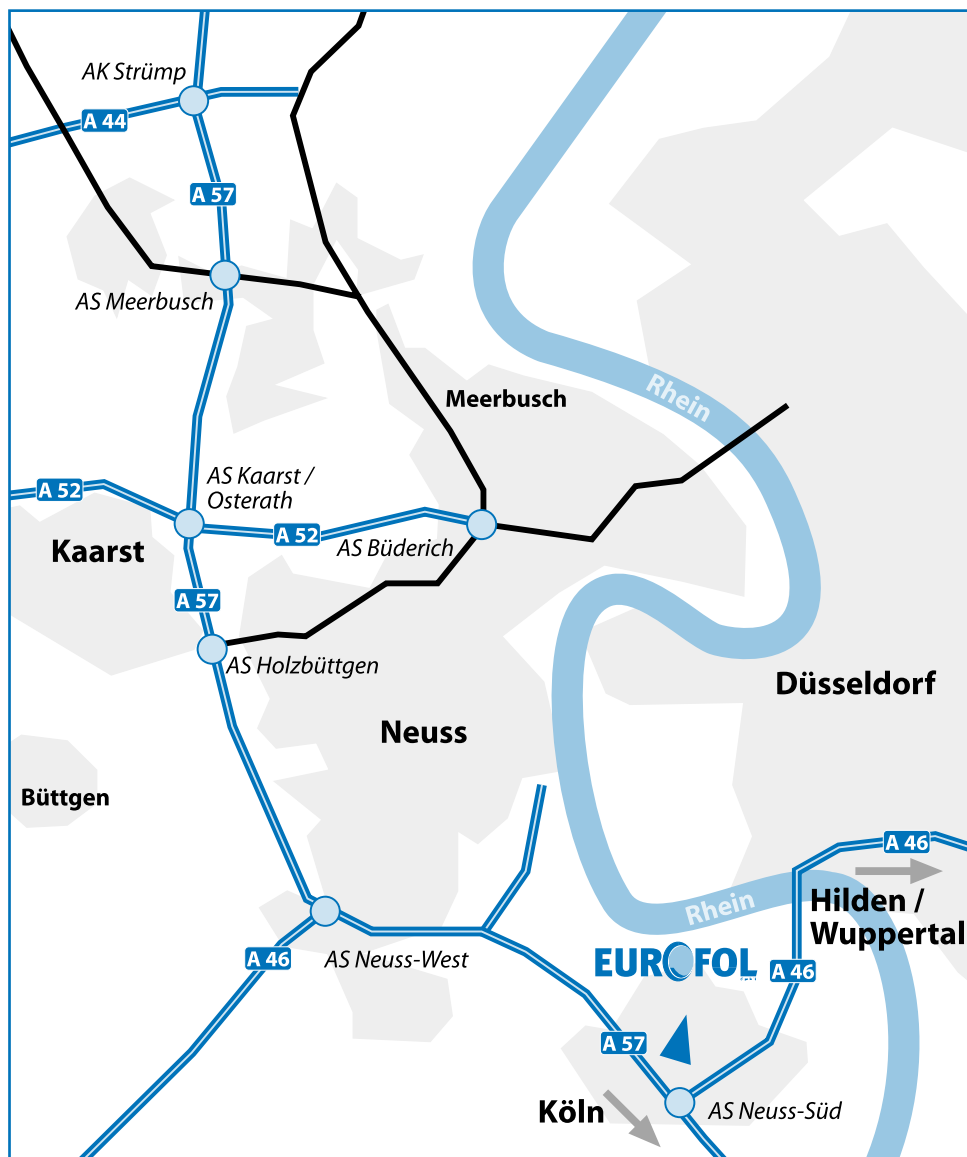 AK Strümp
A 44
A 57
AS Meerbusch
Rhein
Meerbusch
AS Kaarst /
Osterath
A 52
A 52
AS Büderich
Kaarst
A 57
AS Holzbüttgen
Düsseldorf
Neuss
Büttgen
A 46
Rhein
Hilden /
Wuppertal
AS Neuss-West
A 46
EUROFOL
A 46
A 57
Köln
AS Neuss-Süd